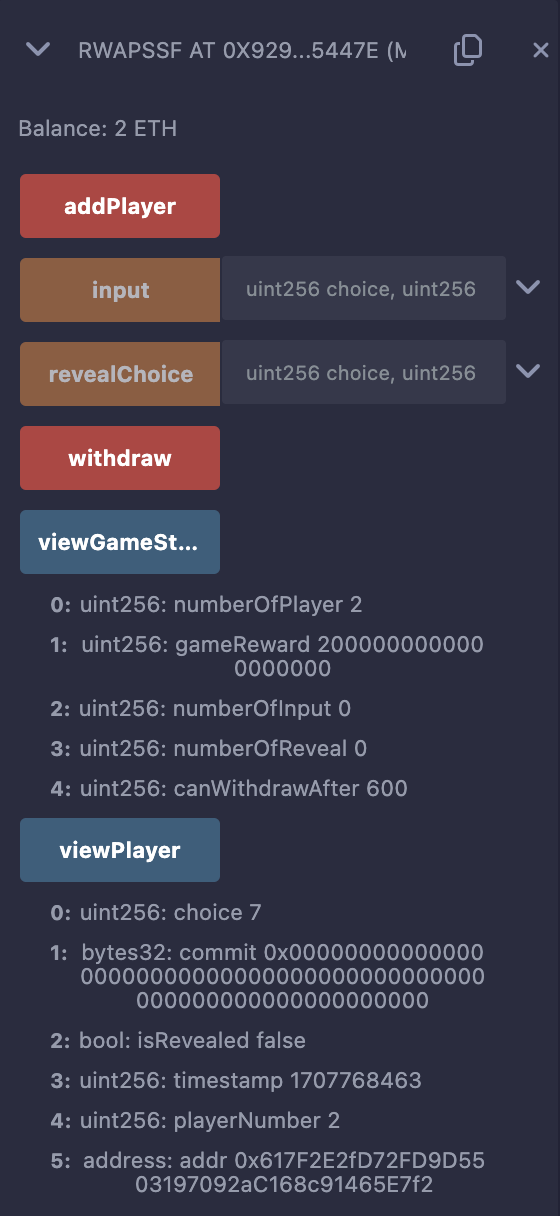 RWAPSSF AT 0X929...5447E (M
Balance: 2 ETH
addPlayer
input
uint256 choice, uint256
revealChoice
uint256 choice, uint256
withdraw
viewGameSt...
0: uint256: numberOfPlayer 2
1: uint256: gameReward 200000000000
0000000
2: uint256: numberOfInput 0
3: uint256: numberOfReveal 0
4: uint256: canWithdrawAfter 600
viewPlayer
0: uint256: choice 7
1: bytes32: commit 0x00000000000000
00000000000000000000000000000
000000000000000000000
2: bool: isRevealed false
3: uint256: timestamp 1707768463
4: uint256: playerNumber 2
5: address: addr 0x617F2E2fD72FD9D55
03197092aC168c91465E7f2